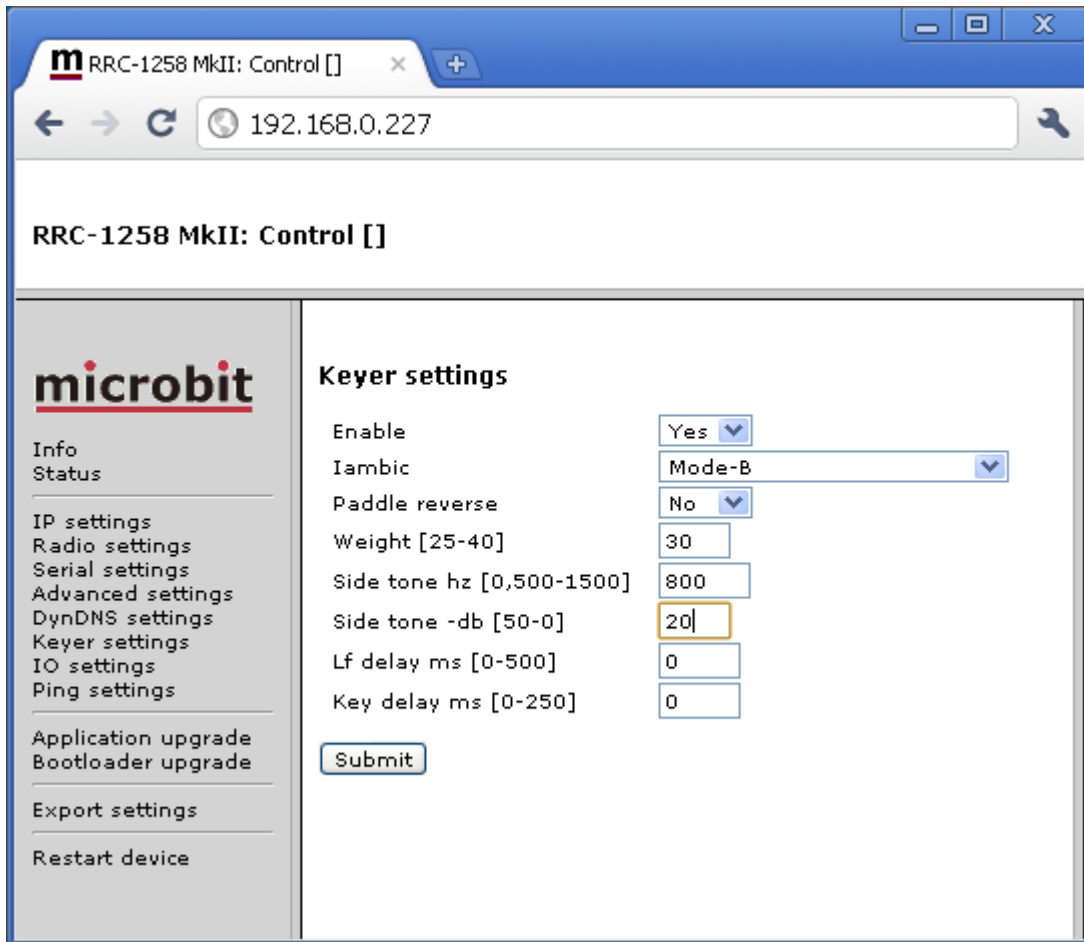 RRC-1258 MkII: Control []
192.168.0.227
RRC-1258 MkII: Control []
microbit
Info
Status
IP settings
Radio settings
Serial settings
Advanced settings
DynDNS settings
Keyer settings
IO settings
Ping settings
Application upgrade
Bootloader upgrade
Export settings
Restart device
Keyer settings
Enable Yes
Iambic Mode-B
Paddle reverse No
Weight [25-40] 30
Side tone hz [0,500-1500] 800
Side tone -db [50-0] 20
Lf delay ms [0-500] 0
Key delay ms [0-250] 0
Submit